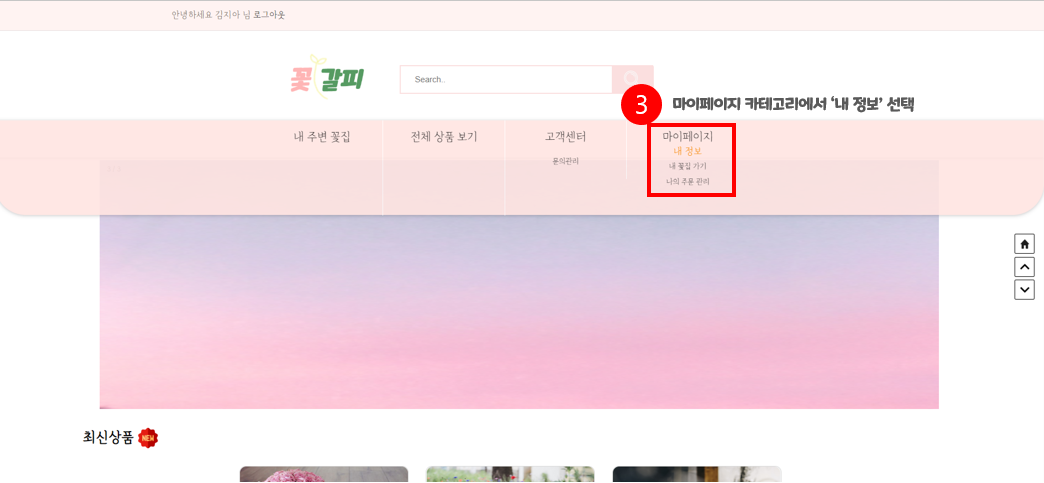 안녕하세요 김지아 님 로그아웃
꽃갈피
Search..
3 마이페이지 카테고리에서 '내 정보' 선택
내 주변 꽃집
전체 상품 보기
고객센터
문의관리
마이페이지
내 정보
내 꽃집 가기
나의 주문 관리
최신상품 NEW